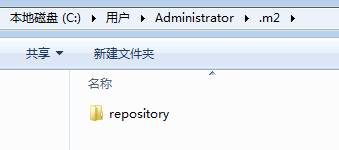 本地磁盘 (C:) 用户 Administrator .m2
共享 新建文件夹
名称
repository